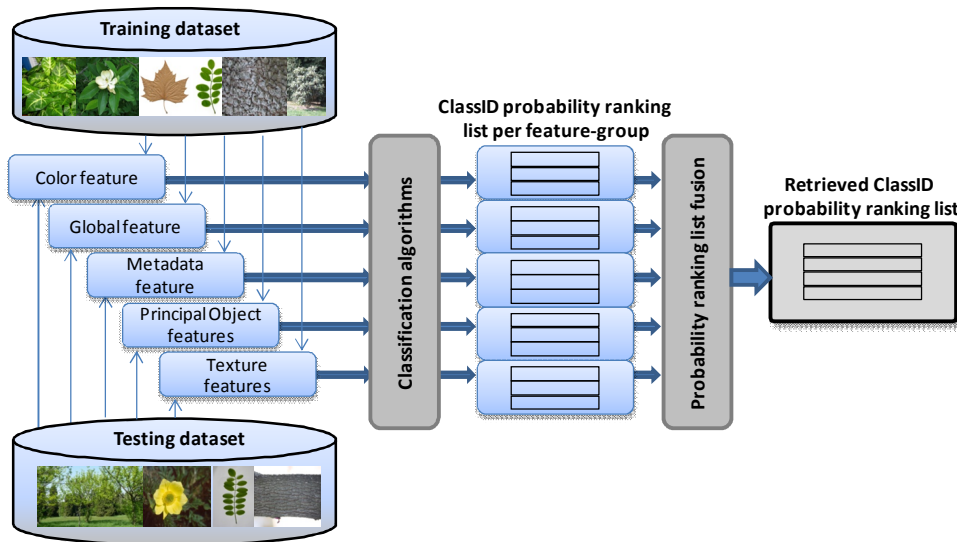 Training dataset
ClassID probability ranking
list per feature-group
Color feature
Global feature
Metadada
feature
Principal Object
features
Texture
features
Classification algorithms
Probability ranking list fusion
Retrieved ClassID
probability ranking list
Testing dataset